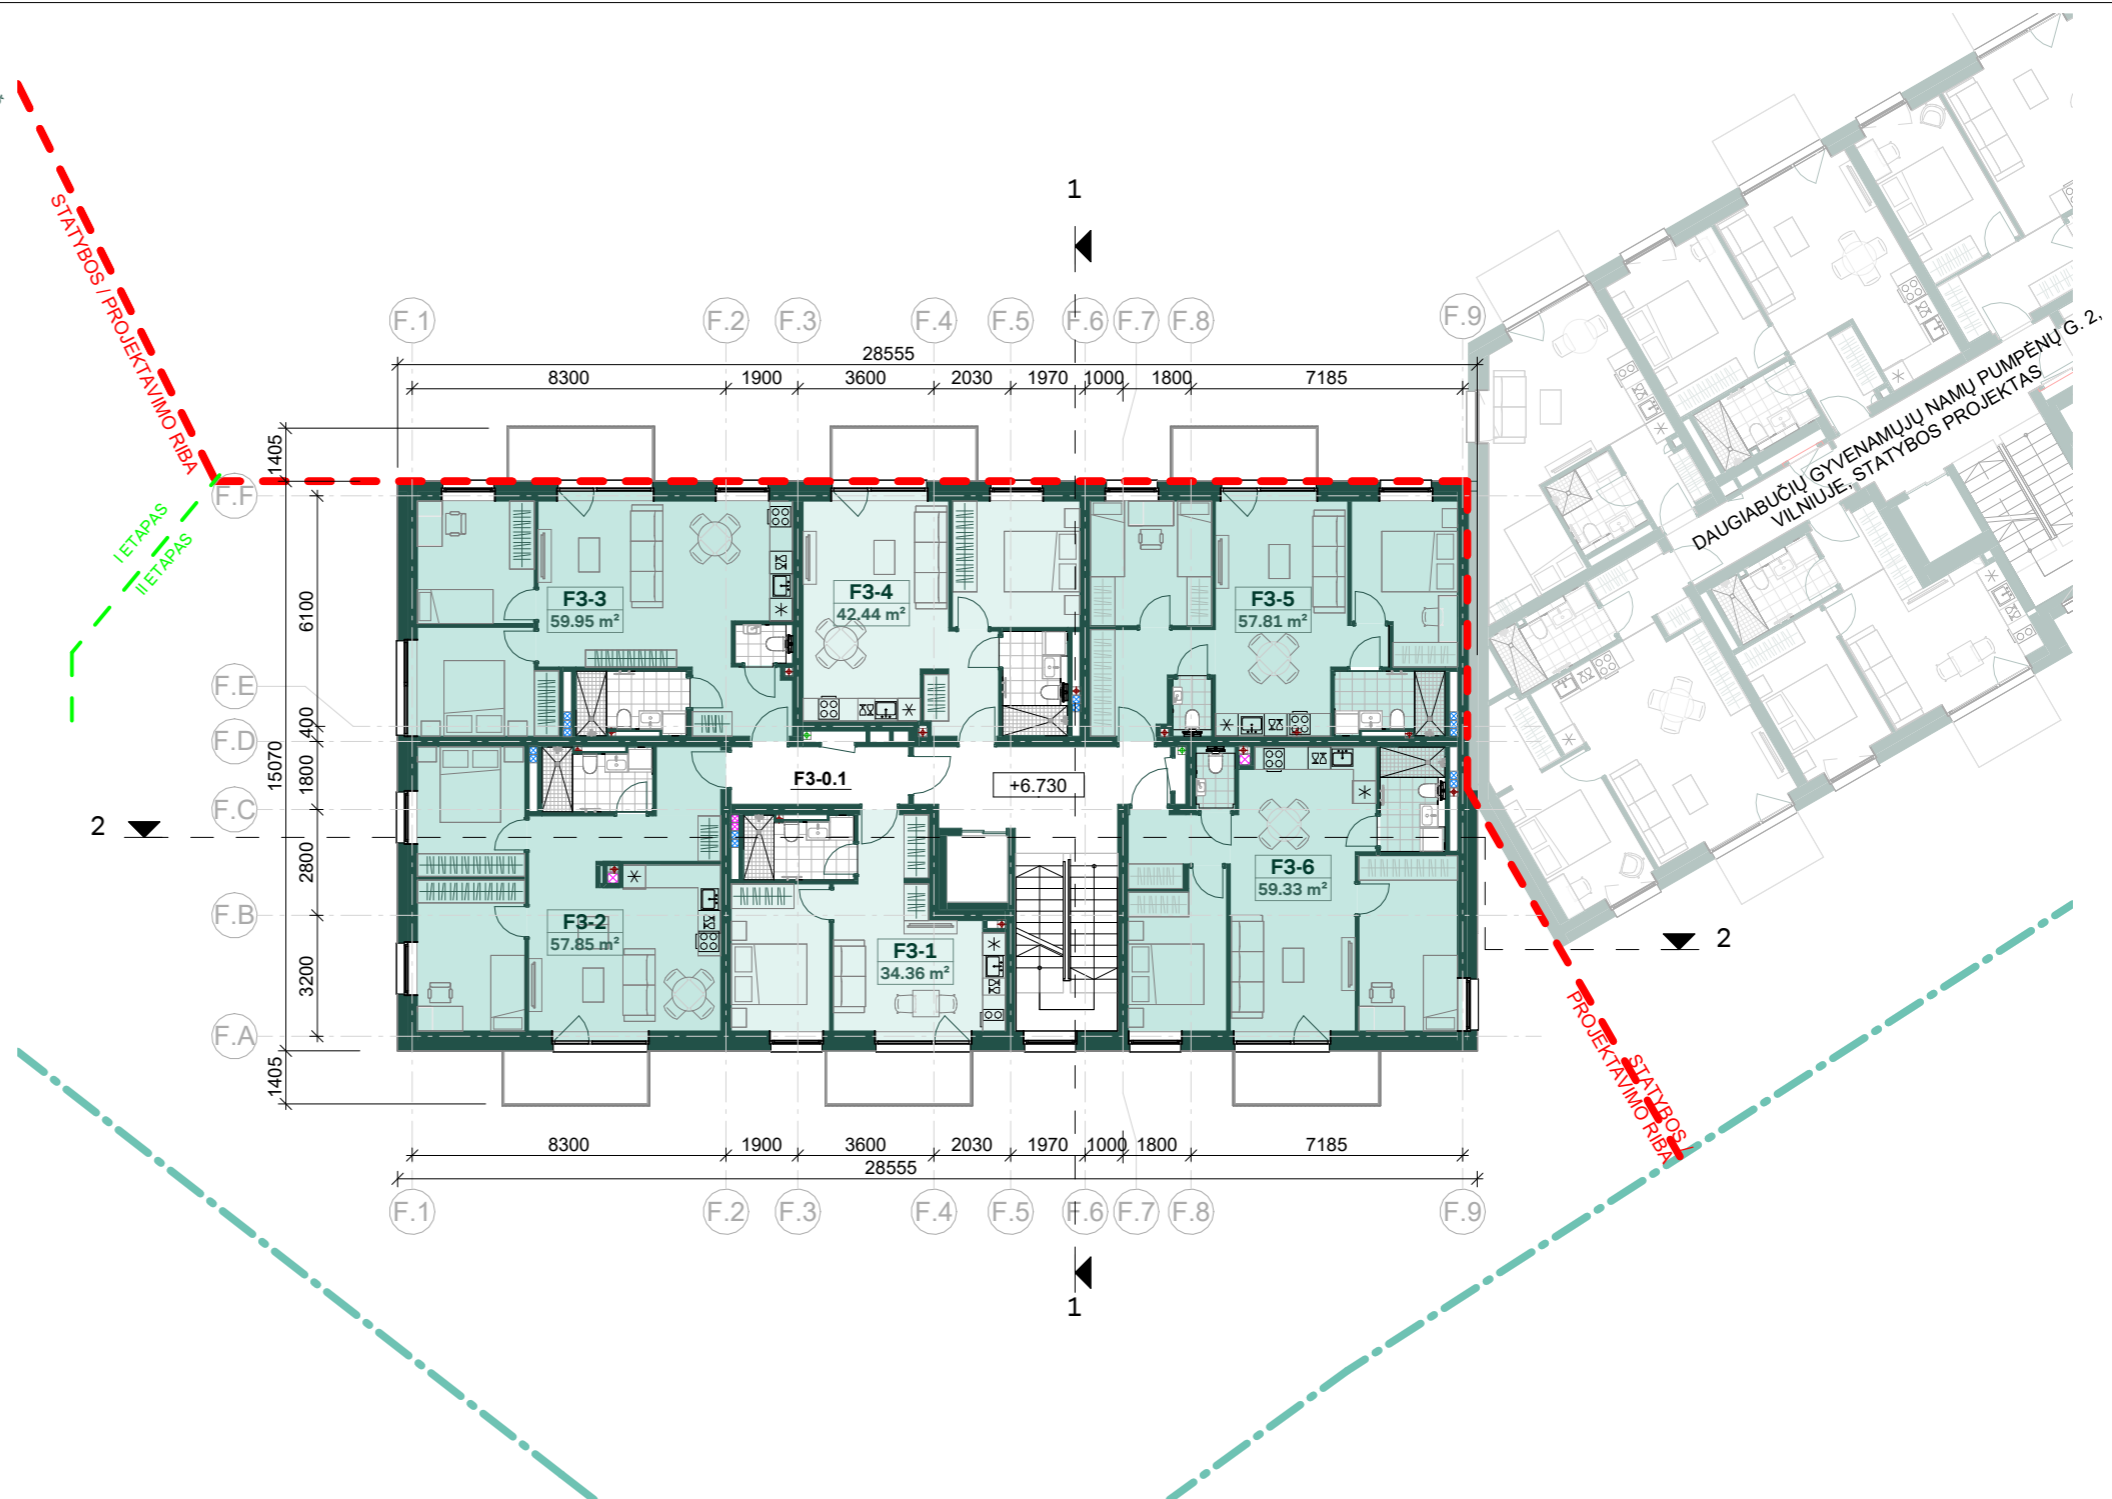 1
STATYBOS / PROJEKTAVIMO RIBA
F.1 F.2 F.3 F.4 F.5 F.6 F.7 F.8 F.9
28555
8300 1900 3600 2030 1970 1000 1800 7185
DAUGIABUČIŲ GYVENAMŲJŲ NAMŲ PUMPĖNŲ G. 2,
VILNIUJE, STATYBOS PROJEKTAS
1405
F.F
I ETAPAS
II ETAPAS
6100
F3-3
59.95 m²
F3-4
42.44 m²
F3-5
57.81 m²
F.E
400
F.D
15070
1800
F3-0.1
+6.730
F.C
2
2800
F3-6
59.33 m²
F.B
F3-2
57.85 m²
F3-1
34.36 m²
2
3200
F.A
1405
STATYBOS /
PROJEKTAVIMO RIBA
8300 1900 3600 2030 1970 1000 1800 7185
28555
F.1 F.2 F.3 F.4 F.5 F.6 F.7 F.8 F.9
1